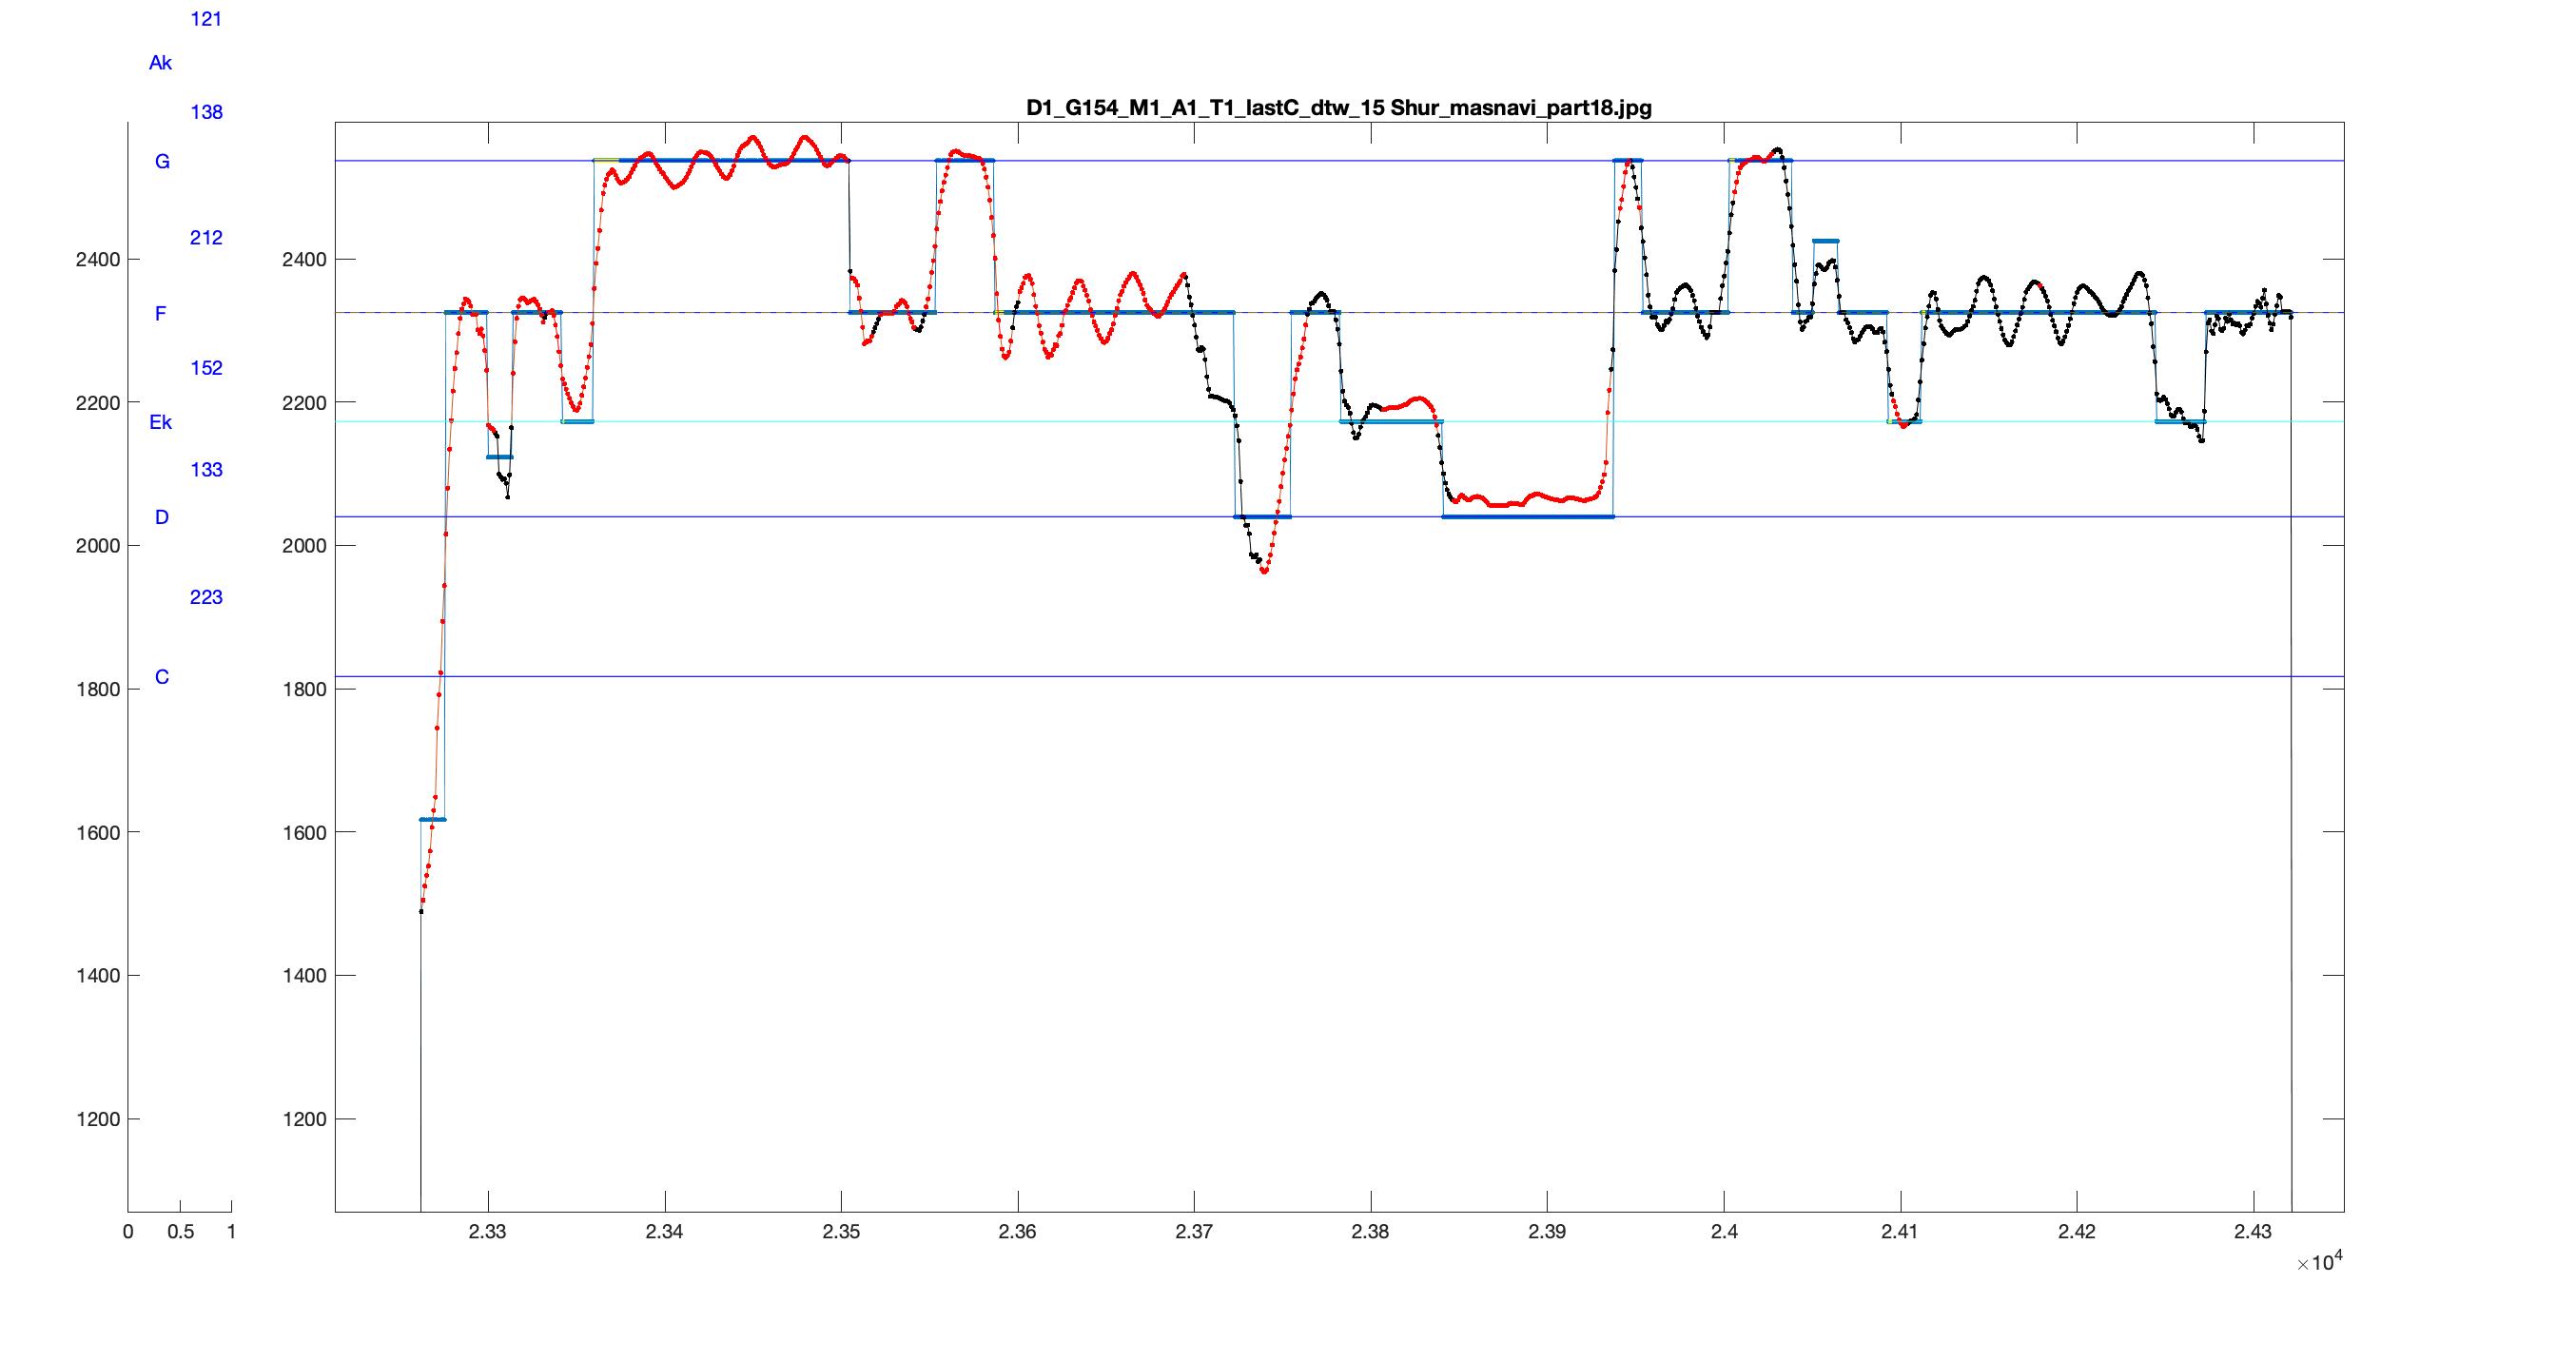 121
Ak
138
D1_G154_M1_A1_T1_lastC_dtw_15 Shur_masnavi_part18.jpg
G
212
2400 2400
F
152
2200 2200
Ek
133
D
2000 2000
223
C
1800 1800
1600 1600
1400 1400
1200 1200
0 0.5 1 2.33 2.34 2.35 2.36 2.37 2.38 2.39 2.4 2.41 2.42 2.43
×10⁴